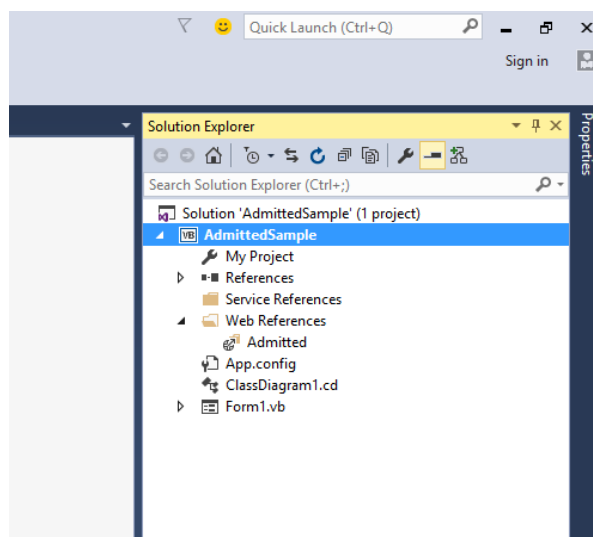 Quick Launch (Ctrl+Q)
Sign in
Solution Explorer
Properties
Search Solution Explorer (Ctrl+;)
Solution 'AdmittedSample' (1 project)
VB AdmittedSample
My Project
References
Service References
Web References
Admitted
App.config
ClassDiagram1.cd
Form1.vb